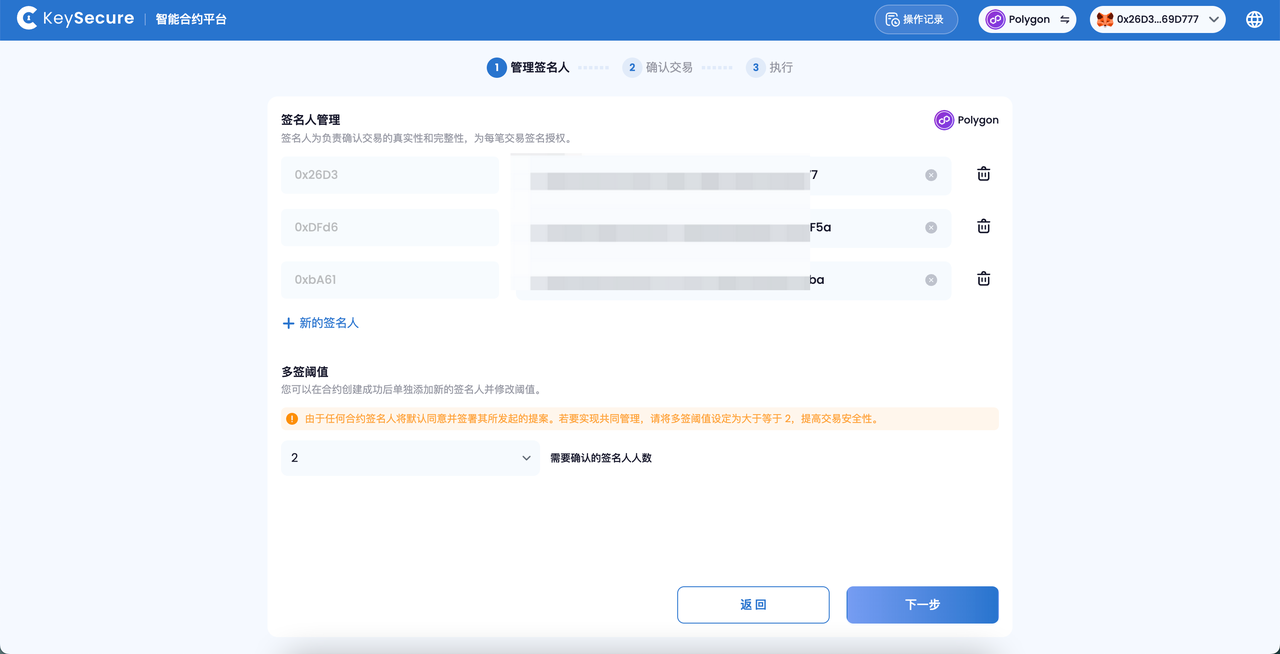 KeySecure 智能合约平台 操作记录 Polygon 0x26D3...69D777
1 管理签名人 2 确认交易 3 执行
签名人管理 Polygon
签名人为负责确认交易的真实性和完整性，为每笔交易签名授权。
0x26D3 77
0xDFd6 F5a
0xbA61 ba
+ 新的签名人
多签阈值
您可以在合约创建成功后单独添加新的签名人并修改阈值。
由于任何合约签名人将默认同意并签署其所发起的提案。若要实现共同管理，请将多签阈值设定为大于等于 2，提高交易安全性。
2 需要确认的签名人人数
返 回 下一步